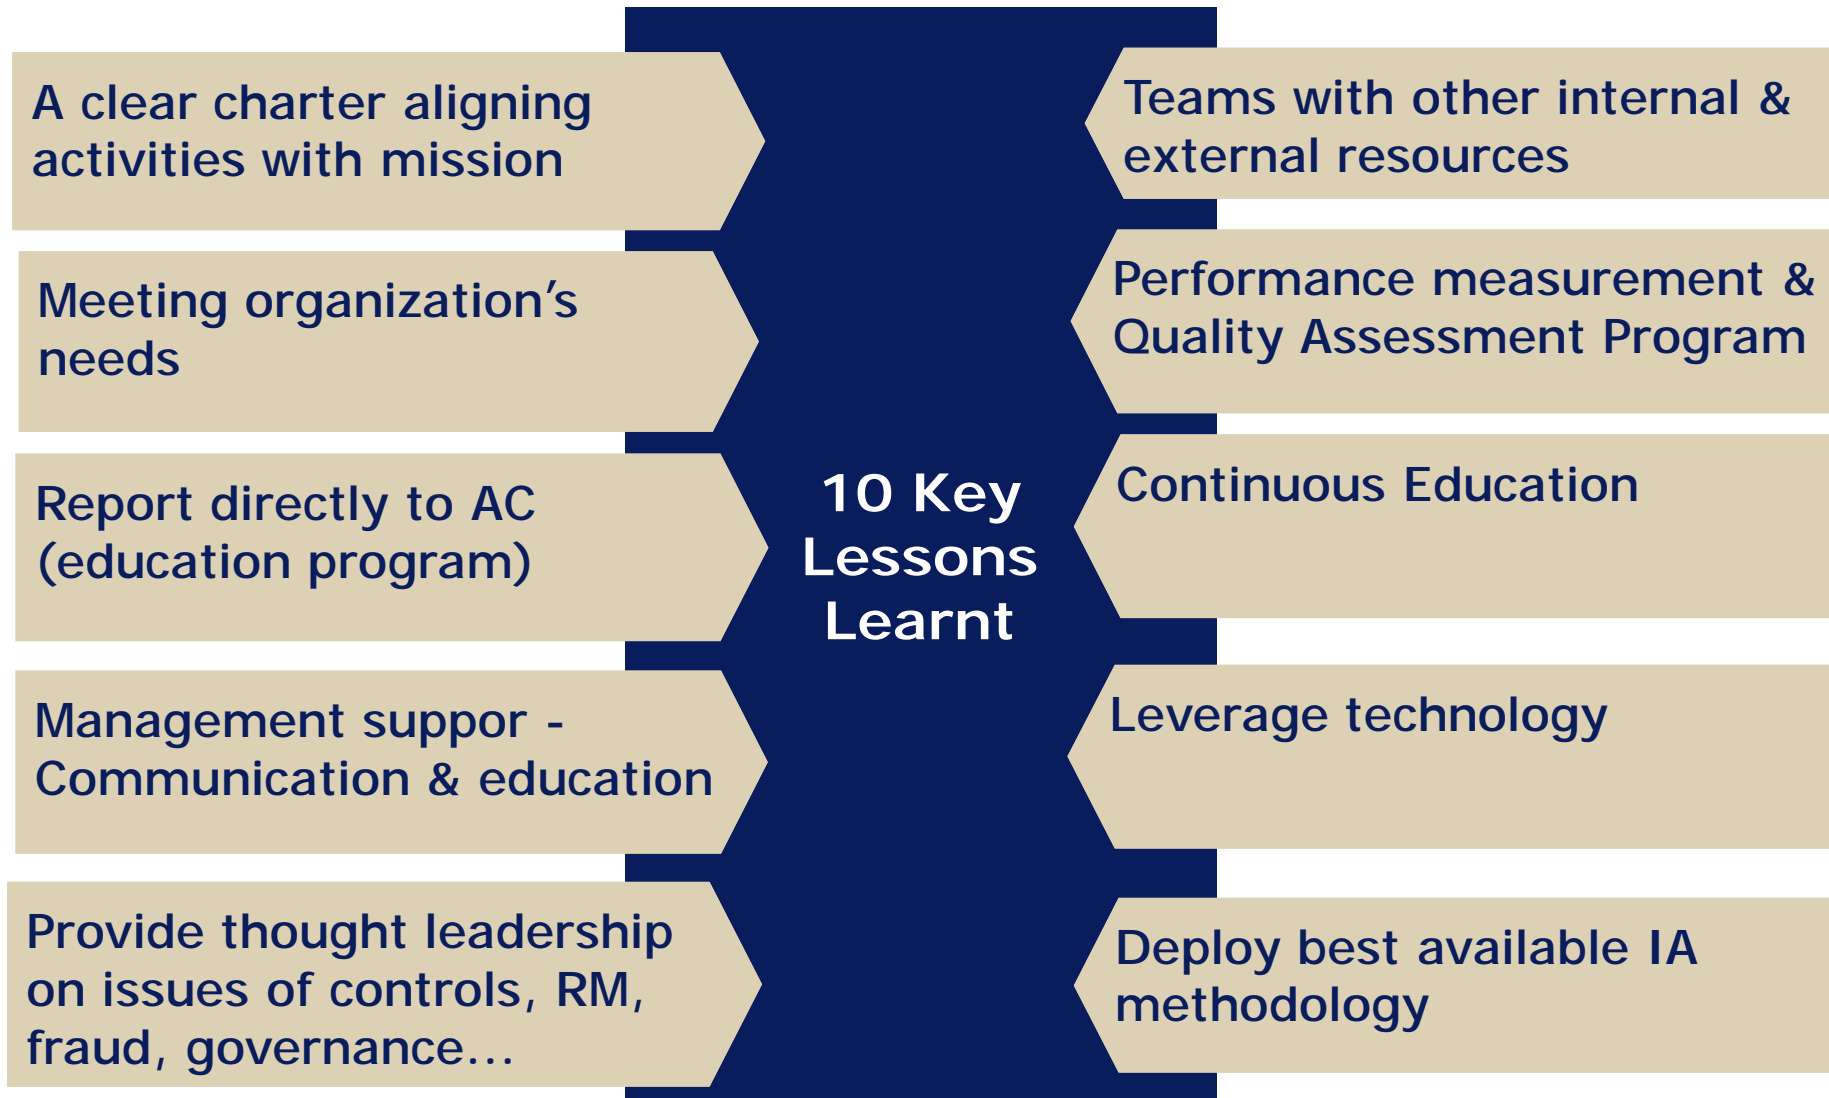 A clear charter aligning
activities with mission
Meeting organization’s
needs
Report directly to AC
(education program)
Management suppor -
Communication & education
Provide thought leadership
on issues of controls, RM,
fraud, governance…
10 Key
Lessons
Learnt
Teams with other internal &
external resources
Performance measurement &
Quality Assessment Program
Continuous Education
Leverage technology
Deploy best available IA
methodology